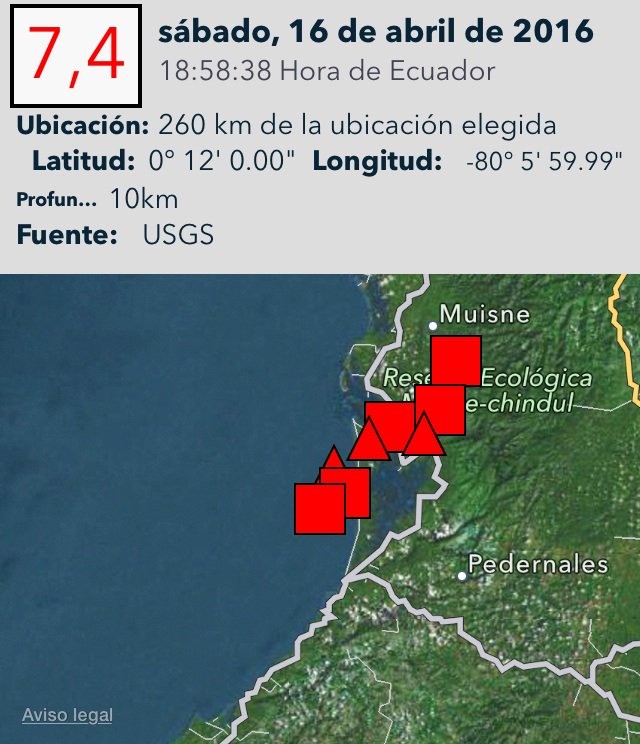 7,4
sábado, 16 de abril de 2016
18:58:38 Hora de Ecuador
Ubicación: 260 km de la ubicación elegida
Latitud: 0° 12' 0.00" Longitud: -80° 5' 59.99"
Profun... 10km
Fuente: USGS
Muisne
Rese Ecológica
e-chindul
Pedernales
Aviso legal